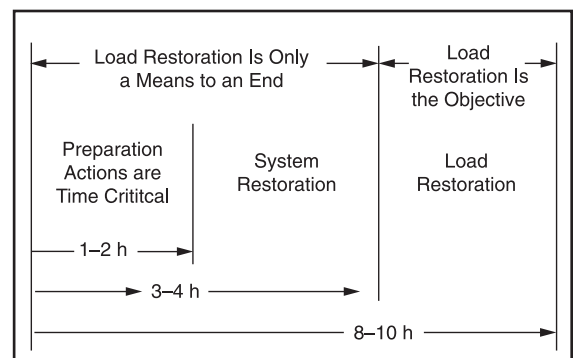 Load Restoration Is Only
a Means to an End
Load
Restoration Is
the Objective
Preparation
Actions are
Time Crititcal
System
Restoration
Load
Restoration
1–2 h
3–4 h
8–10 h